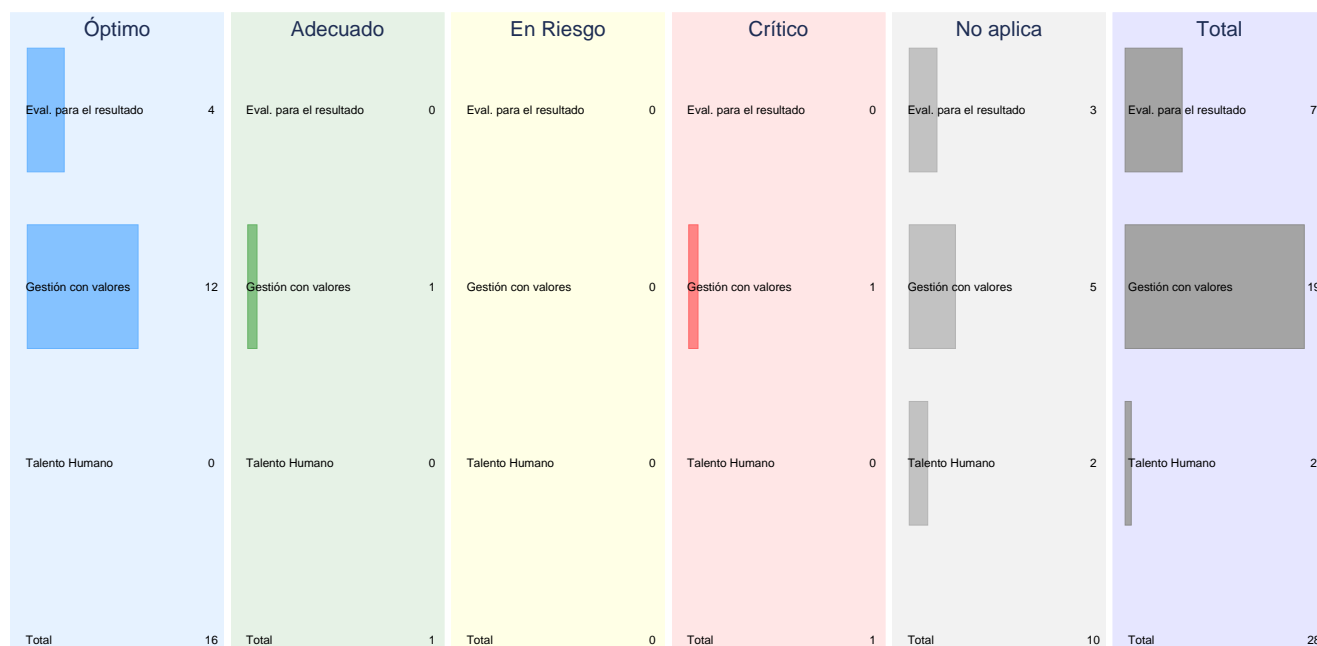 Óptimo Adecuado En Riesgo Crítico No aplica Total
Eval. para el resultado 4 Eval. para el resultado 0 Eval. para el resultado 0 Eval. para el resultado 0 Eval. para el resultado 3 Eval. para el resultado 7
Gestión con valores 12 Gestión con valores 1 Gestión con valores 0 Gestión con valores 1 Gestión con valores 5 Gestión con valores 19
Talento Humano 0 Talento Humano 0 Talento Humano 0 Talento Humano 0 Talento Humano 2 Talento Humano 2
Total 16 Total 1 Total 0 Total 1 Total 10 Total 28